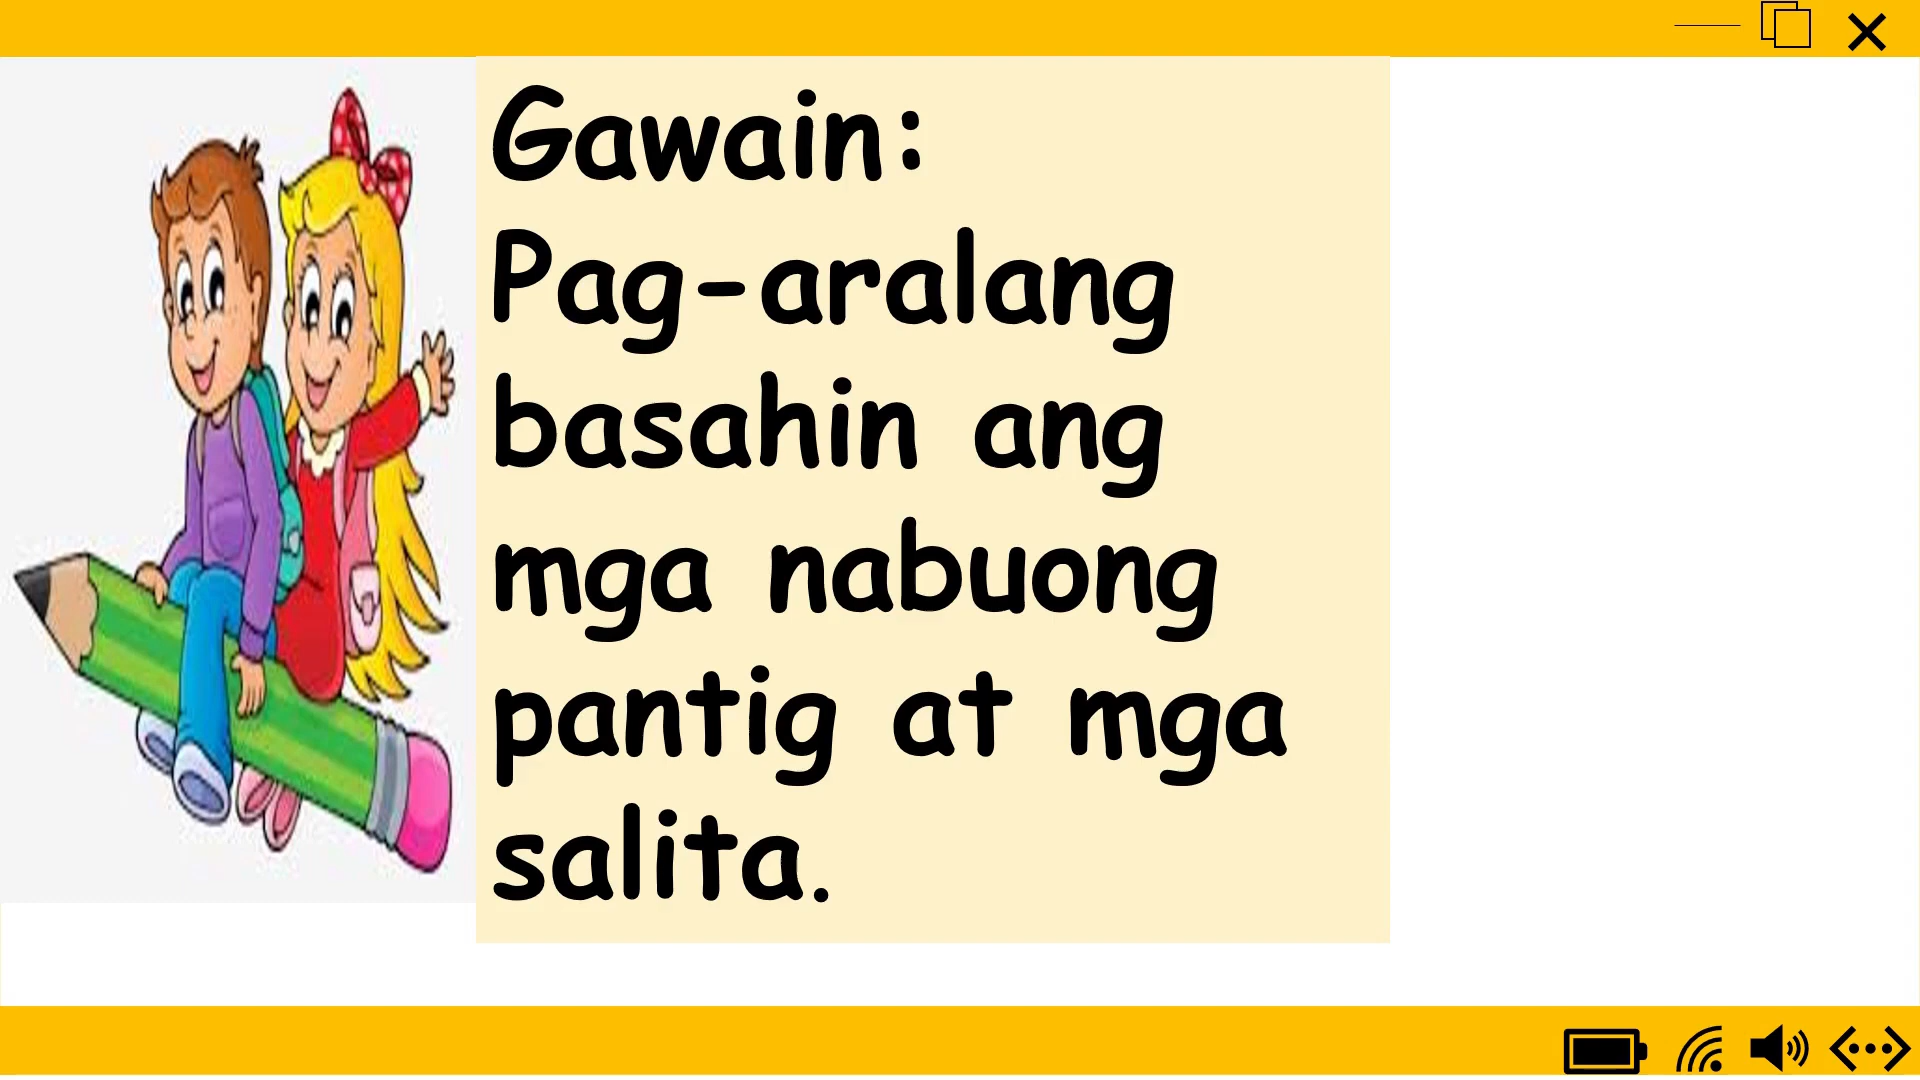 Gawain:
Pag-aralang
basahin ang
mga nabuong
pantig at mga
salita.